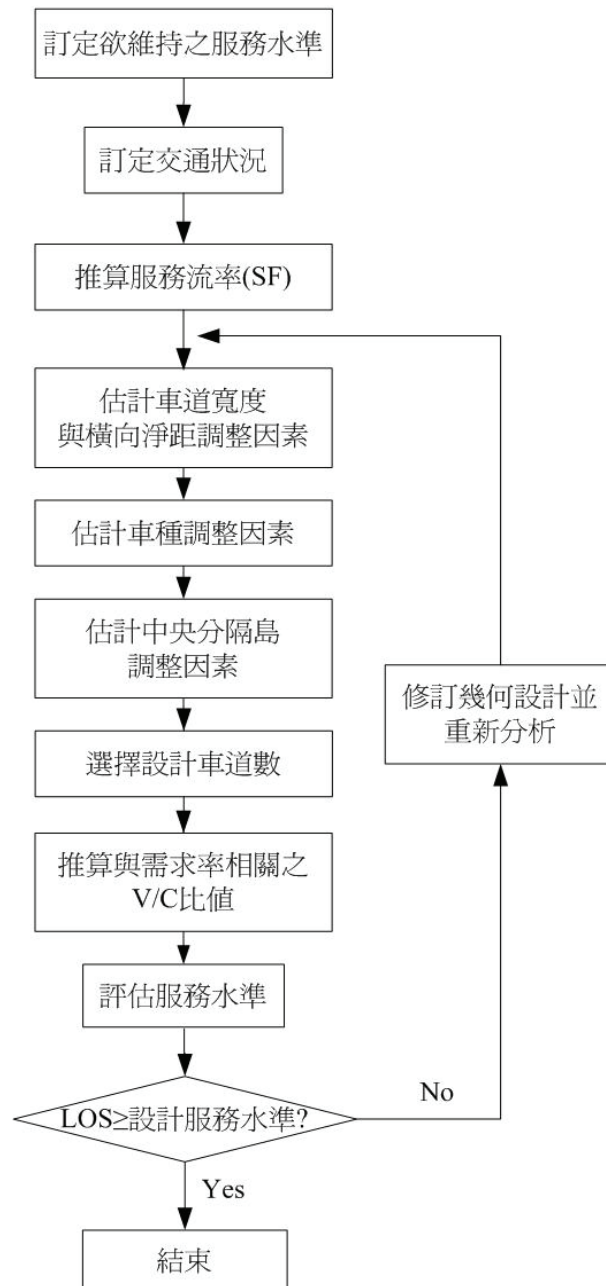 訂定欲維持之服務水準
訂定交通狀況
推算服務流率(SF)
估計車道寬度
與橫向淨距調整因素
估計車種調整因素
估計中央分隔島
調整因素
選擇設計車道數
推算與需求率相關之
V/C比值
評估服務水準
LOS≥設計服務水準?
No
修訂幾何設計並
重新分析
Yes
結束